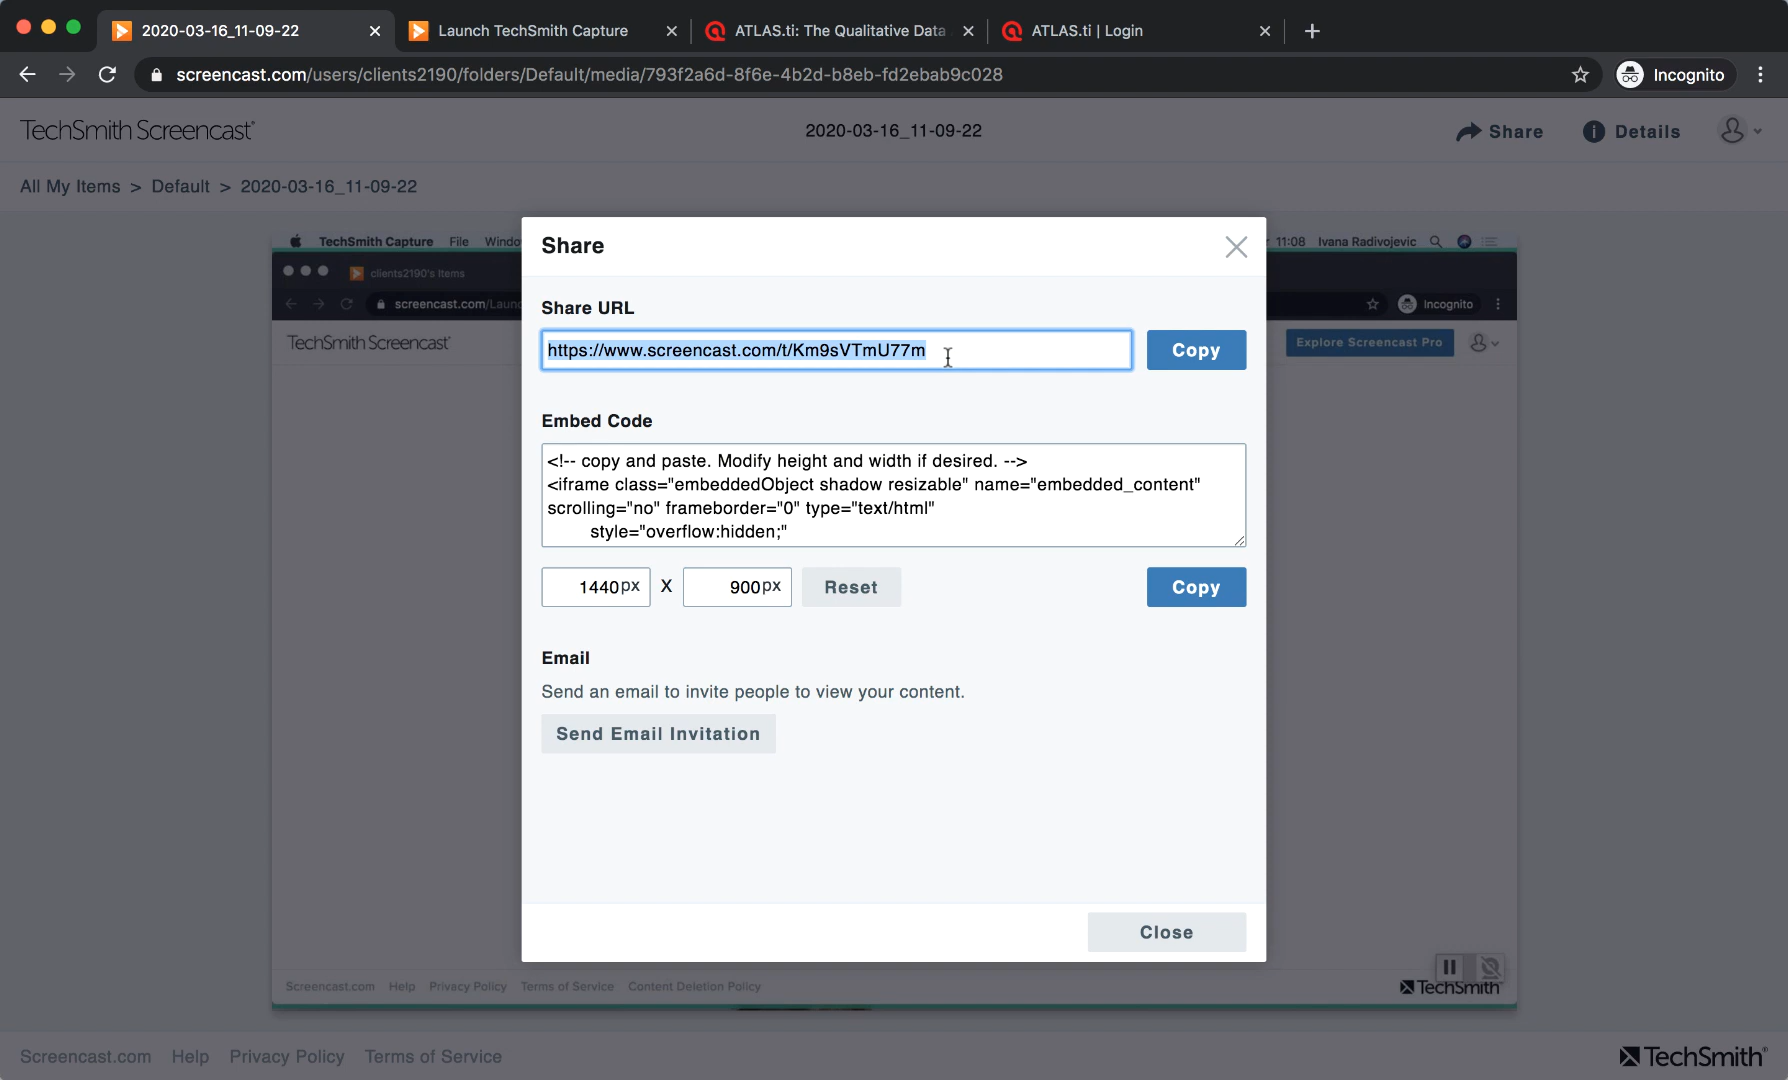 2020-03-16_11-09-22
Launch TechSmith Capture
ATLAS.ti: The Qualitative Data
ATLAS.ti | Login
screencast.com/users/clients2190/folders/Default/media/793f2a6d-8f6e-4b2d-b8eb-fd2ebab9c028
Incognito
TechSmith Screencast
2020-03-16_11-09-22
Share
Details
All My Items > Default > 2020-03-16_11-09-22
TechSmith Capture File Windo
11:08 Ivana Radivojevic
clients2190's Items
screencast.com/Laun
Incognito
TechSmith Screencast
Explore Screencast Pro
Share
Share URL
https://www.screencast.com/t/Km9sVTmU77m
Copy
Embed Code
<!-- copy and paste. Modify height and width if desired. -->
<iframe class="embeddedObject shadow resizable" name="embedded_content"
scrolling="no" frameborder="0" type="text/html"
style="overflow:hidden;"
1440px X 900px Reset
Copy
Email
Send an email to invite people to view your content.
Send Email Invitation
Close
Screencast.com Help Privacy Policy Terms of Service Content Deletion Policy
TechSmith
Screencast.com Help Privacy Policy Terms of Service
TechSmith